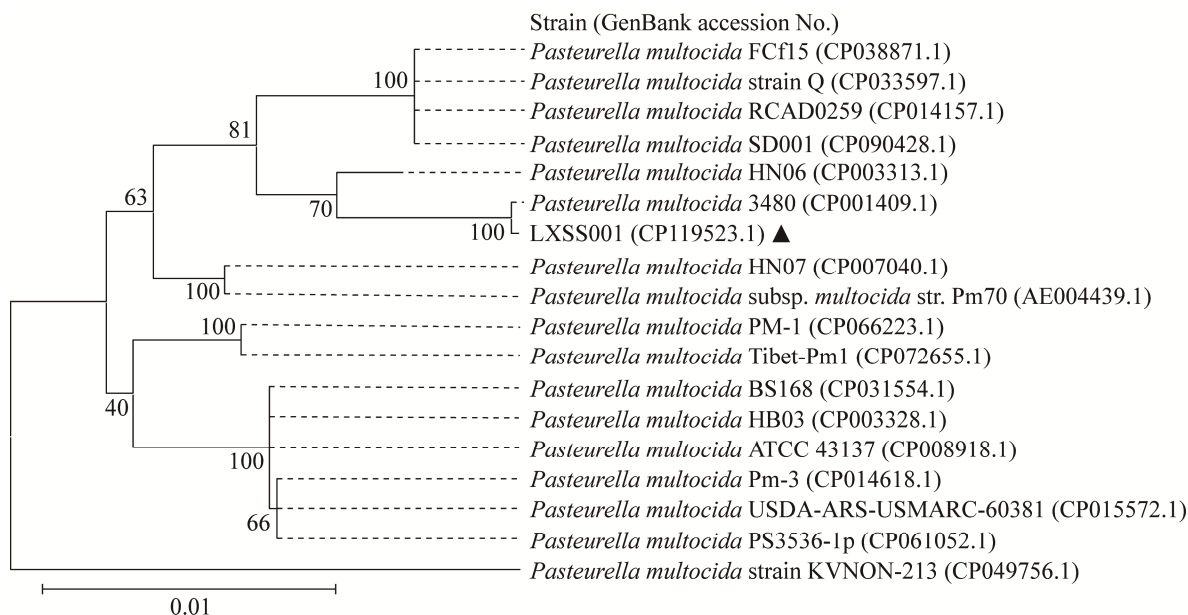 Strain (GenBank accession No.)
Pasteurella multocida FCf15 (CP038871.1)
100
Pasteurella multocida strain Q (CP033597.1)
Pasteurella multocida RCAD0259 (CP014157.1)
81
Pasteurella multocida SD001 (CP090428.1)
Pasteurella multocida HN06 (CP003313.1)
63
70
Pasteurella multocida 3480 (CP001409.1)
100
LXSS001 (CP119523.1) ▲
Pasteurella multocida HN07 (CP007040.1)
100
Pasteurella multocida subsp. multocida str. Pm70 (AE004439.1)
100
Pasteurella multocida PM-1 (CP066223.1)
Pasteurella multocida Tibet-Pm1 (CP072655.1)
Pasteurella multocida BS168 (CP031554.1)
40
Pasteurella multocida HB03 (CP003328.1)
Pasteurella multocida ATCC 43137 (CP008918.1)
100
Pasteurella multocida Pm-3 (CP014618.1)
Pasteurella multocida USDA-ARS-USMARC-60381 (CP015572.1)
66
Pasteurella multocida PS3536-1p (CP061052.1)
Pasteurella multocida strain KVNON-213 (CP049756.1)
0.01